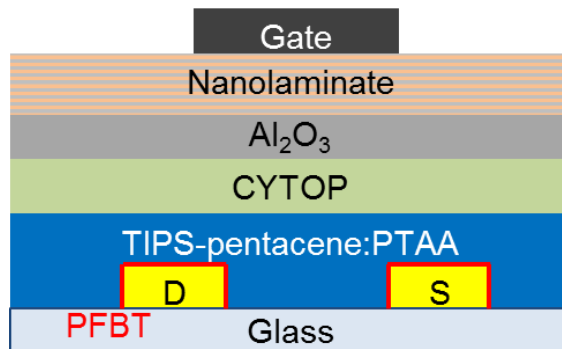 Gate
Nanolaminate
Al₂O₃
CYTOP
TIPS-pentacene:PTAA
D S
PFBT Glass